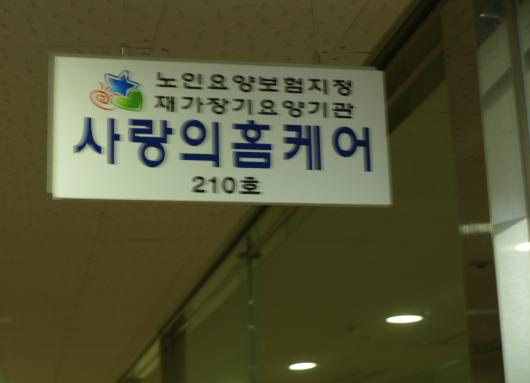 노인요양보험지정
재가장기요양기관
사랑의홈케어
210호